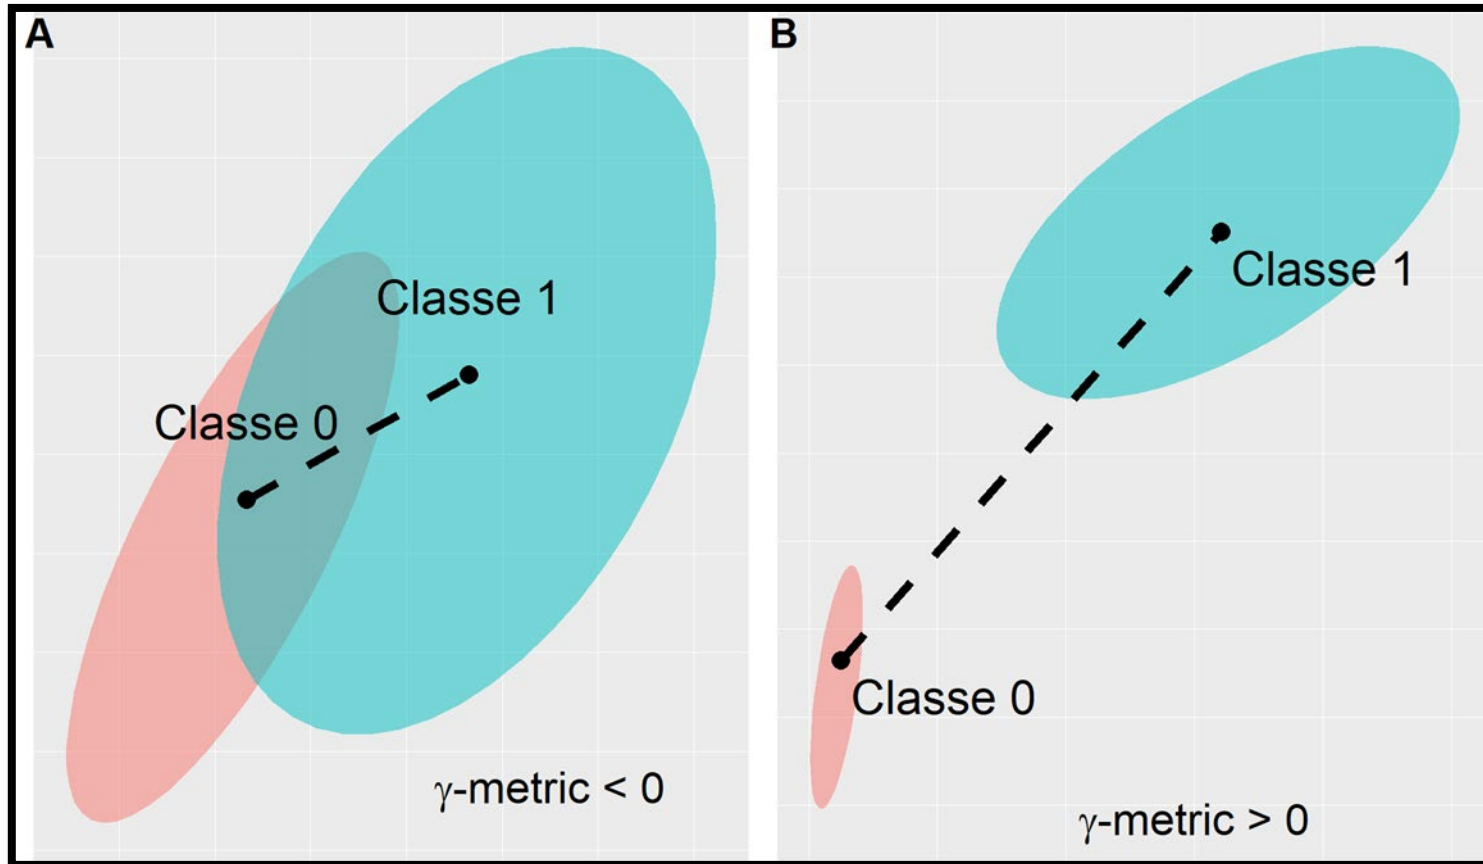 A
Classe 1
Classe 0
γ-metric < 0
B
Classe 1
Classe 0
γ-metric > 0